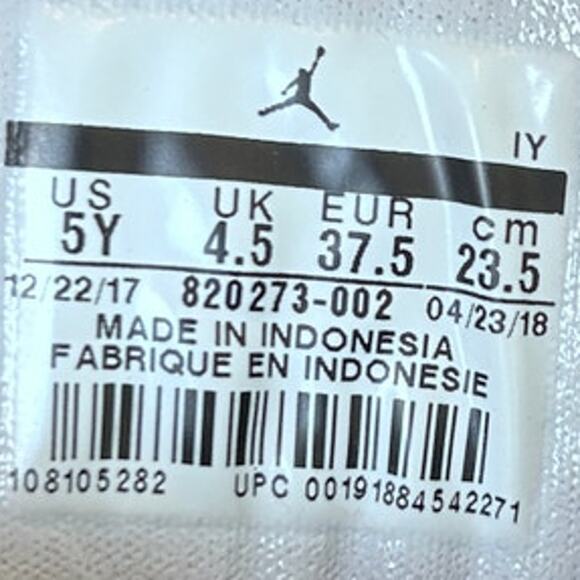 IY
US UK EUR cm
5Y 4.5 37.5 23.5
12/22/17 820273-002 04/23/18
MADE IN INDONESIA
FABRIQUE EN INDONESIE
108105282 UPC 00191884542271